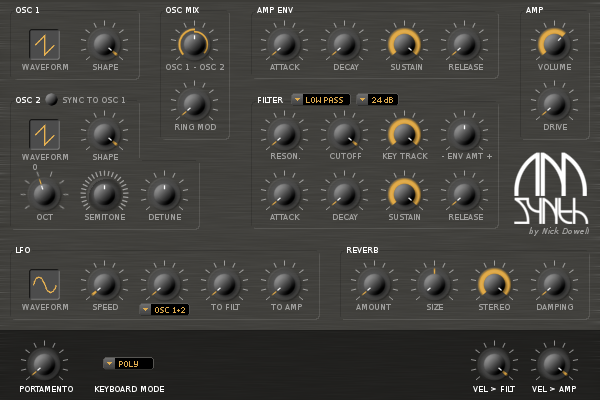 OSC 1
OSC MIX
AMP ENV
AMP
WAVEFORM SHAPE
OSC 1 - OSC 2
ATTACK DECAY SUSTAIN RELEASE
VOLUME
OSC 2 SYNC TO OSC 1
RING MOD
FILTER LOW PASS 24 dB
DRIVE
WAVEFORM SHAPE
RESON. CUTOFF KEY TRACK - ENV AMT +
0
OCT SEMITONE DETUNE
ATTACK DECAY SUSTAIN RELEASE
AM
SYNth
by Nick Dowell
LFO
REVERB
WAVEFORM SPEED OSC 1+2 TO FILT TO AMP
AMOUNT SIZE STEREO DAMPING
POLY
PORTAMENTO KEYBOARD MODE
VEL > FILT VEL > AMP